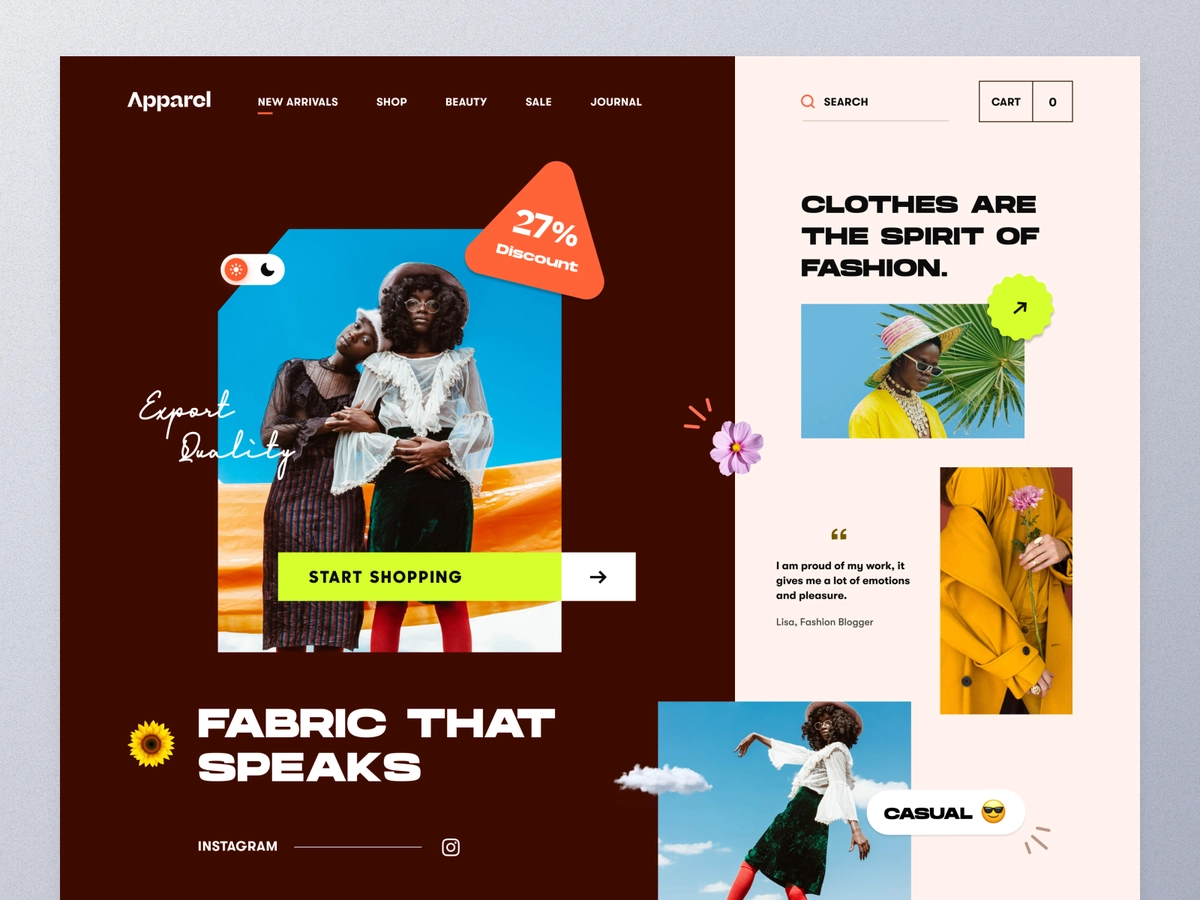 Apparel
NEW ARRIVALS
SHOP
BEAUTY
SALE
JOURNAL
SEARCH
CART
0
27%
Discount
Export
Quality
START SHOPPING
FABRIC THAT
SPEAKS
INSTAGRAM
CLOTHES ARE
THE SPIRIT OF
FASHION.
“
I am proud of my work, it
gives me a lot of emotions
and pleasure.
Lisa, Fashion Blogger
CASUAL 😎